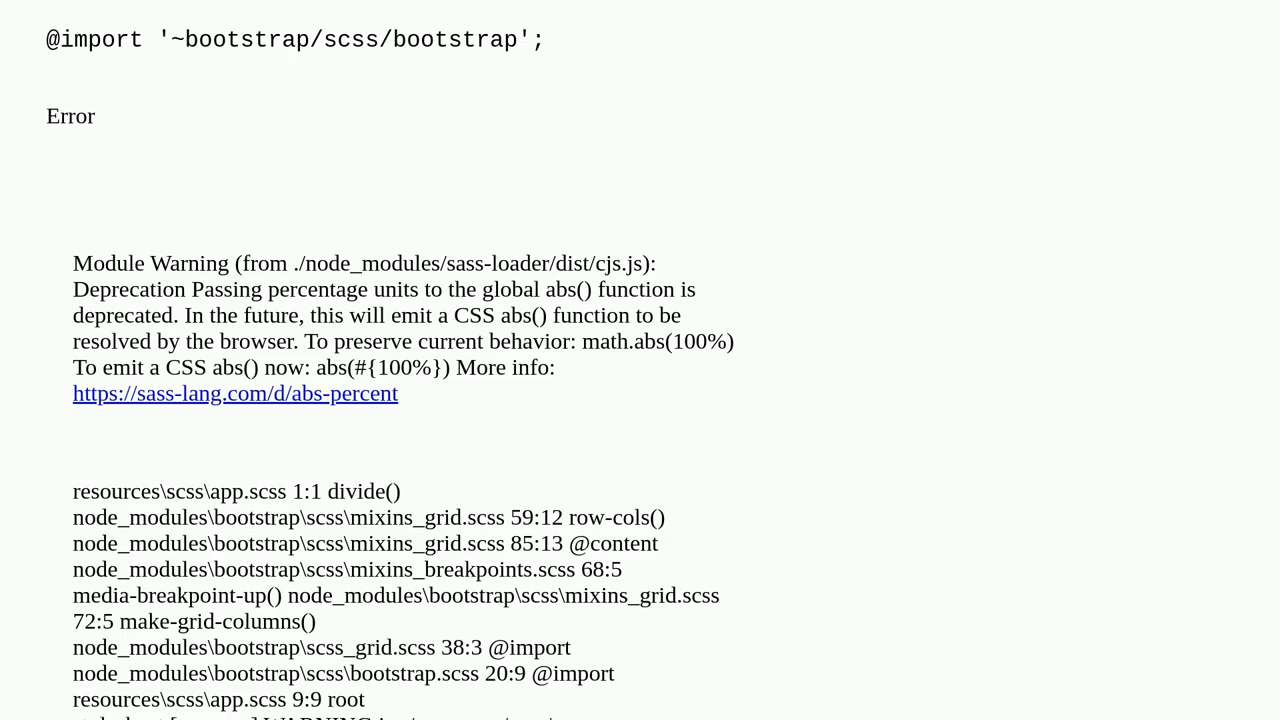 @import '~bootstrap/scss/bootstrap';
Error
Module Warning (from ./node_modules/sass-loader/dist/cjs.js):
Deprecation Passing percentage units to the global abs() function is
deprecated. In the future, this will emit a CSS abs() function to be
resolved by the browser. To preserve current behavior: math.abs(100%)
To emit a CSS abs() now: abs(#{100%}) More info:
https://sass-lang.com/d/abs-percent
resources\scss\app.scss 1:1 divide()
node_modules\bootstrap\scss\mixins_grid.scss 59:12 row-cols()
node_modules\bootstrap\scss\mixins_grid.scss 85:13 @content
node_modules\bootstrap\scss\mixins_breakpoints.scss 68:5
media-breakpoint-up() node_modules\bootstrap\scss\mixins_grid.scss
72:5 make-grid-columns()
node_modules\bootstrap\scss_grid.scss 38:3 @import
node_modules\bootstrap\scss\bootstrap.scss 20:9 @import
resources\scss\app.scss 9:9 root